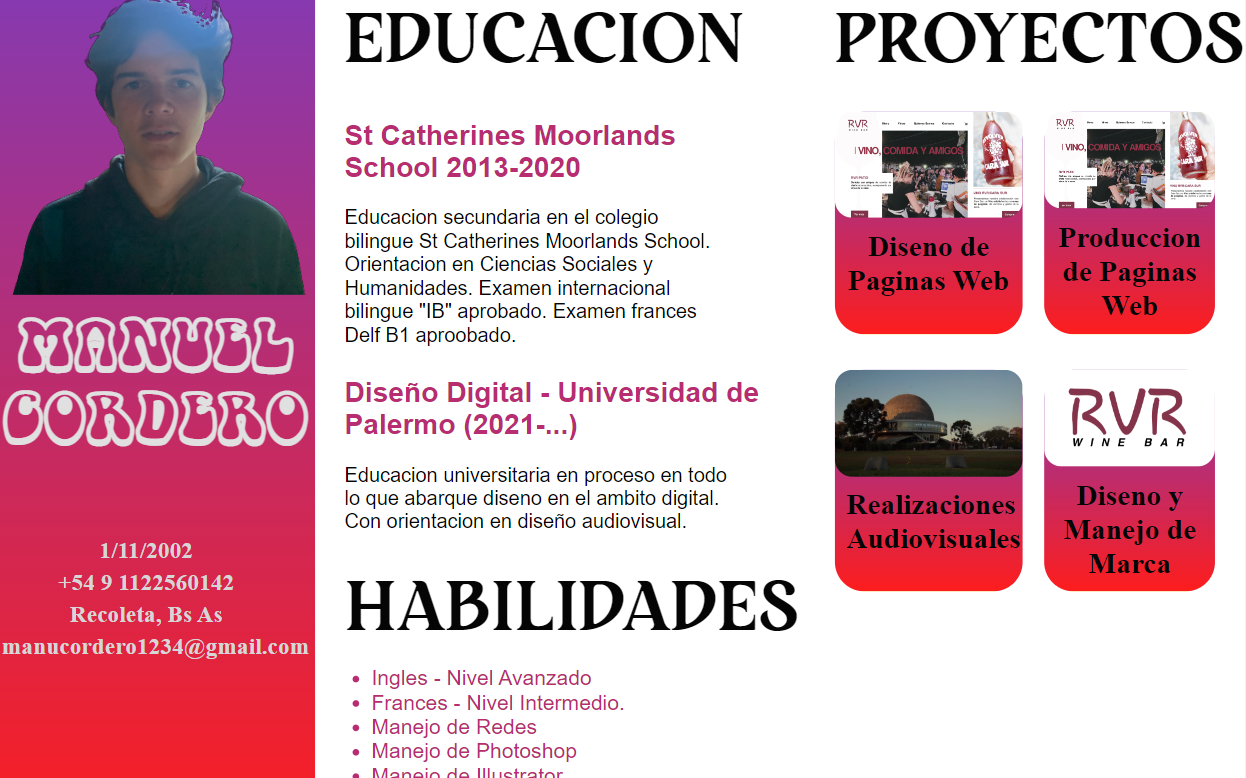 MANUEL
CORDERO
1/11/2002
+54 9 1122560142
Recoleta, Bs As
manucordero1234@gmail.com
EDUCACION
St Catherines Moorlands
School 2013-2020
Educacion secundaria en el colegio
bilingue St Catherines Moorlands School.
Orientacion en Ciencias Sociales y
Humanidades. Examen internacional
bilingue "IB" aprobado. Examen frances
Delf B1 aproobado.
Diseño Digital - Universidad de
Palermo (2021-...)
Educacion universitaria en proceso en todo
lo que abarque diseno en el ambito digital.
Con orientacion en diseño audiovisual.
HABILIDADES
Ingles - Nivel Avanzado
Frances - Nivel Intermedio.
Manejo de Redes
Manejo de Photoshop
Manejo de Illustrator
PROYECTOS
RVR
WINE BAR
VINO, COMIDA Y AMIGOS
Diseno de
Paginas Web
RVR
WINE BAR
VINO, COMIDA Y AMIGOS
Produccion
de Paginas
Web
Realizaciones
Audiovisuales
RVR
WINE BAR
Diseno y
Manejo de
Marca